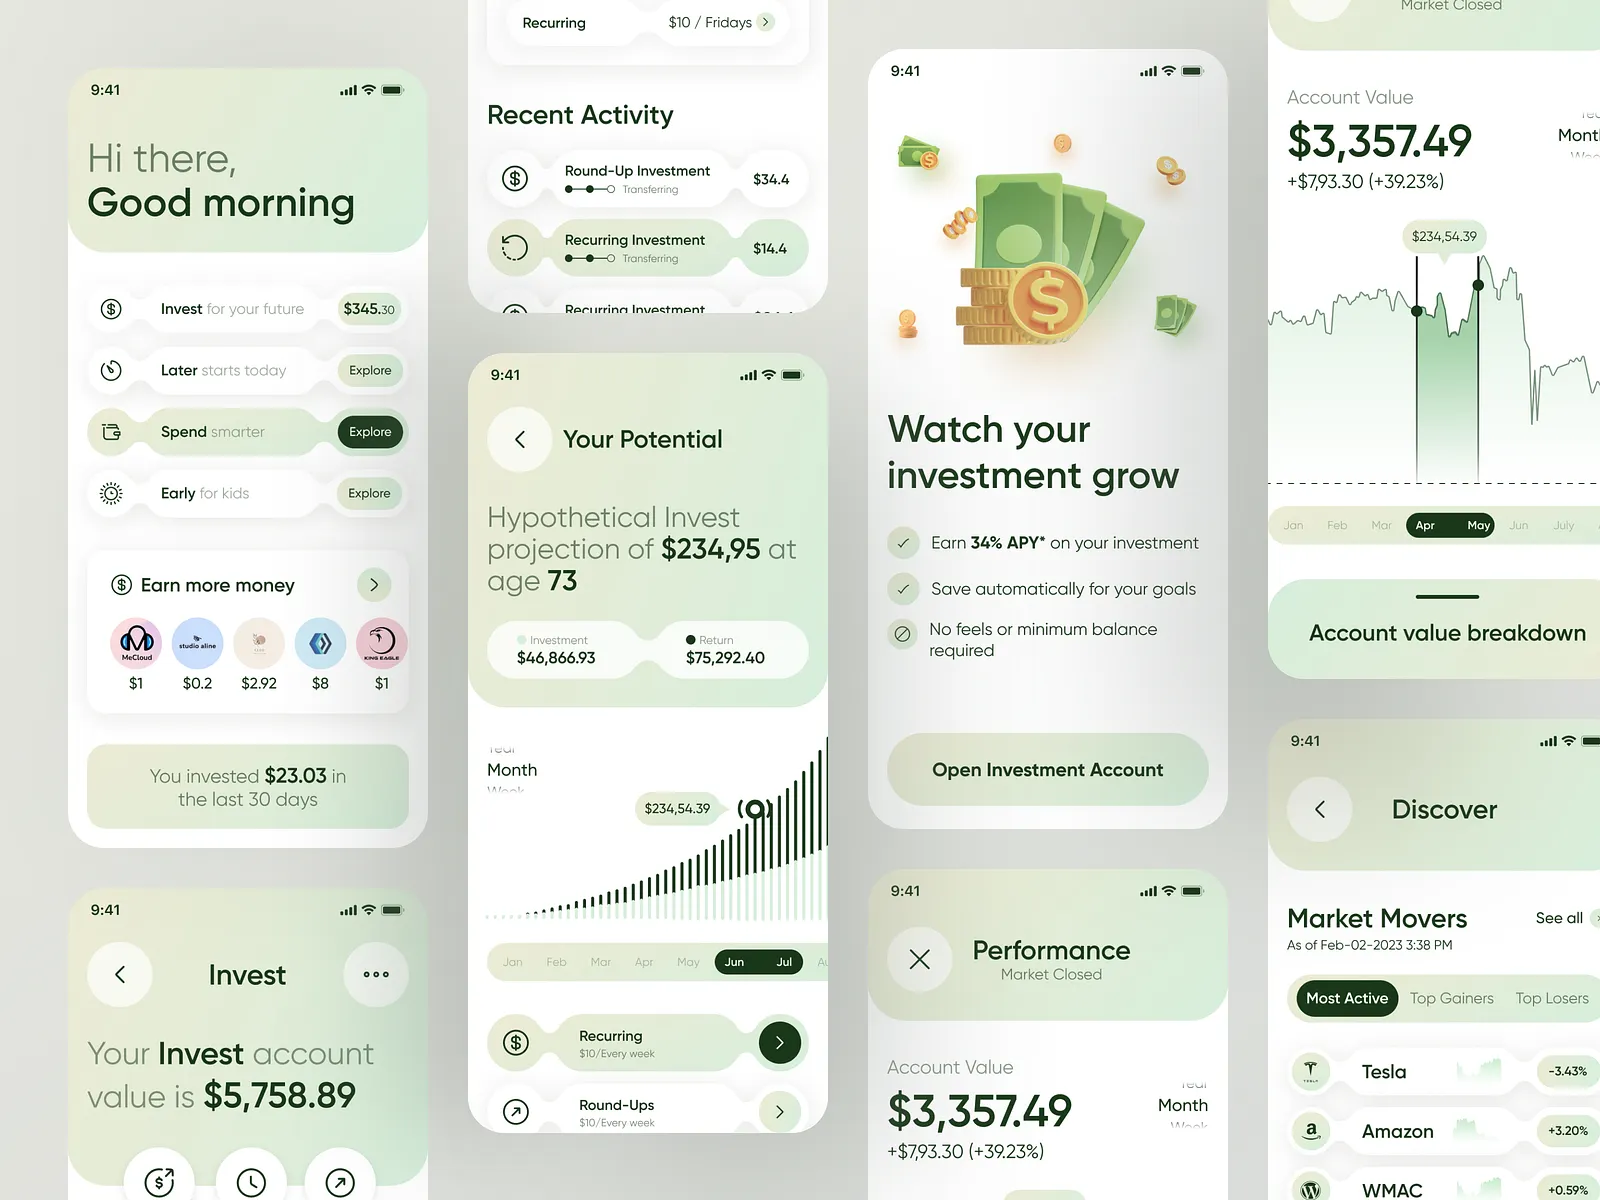 9:41
Hi there,
Good morning
Invest for your future
$345.30
Later starts today
Explore
Spend smarter
Explore
Early for kids
Explore
Earn more money
MeCloud
studio aline
KING EAGLE
$1
$0.2
$2.92
$8
$1
You invested $23.03 in
the last 30 days
9:41
Invest
Your Invest account
value is $5,758.89
Recurring
$10 / Fridays
Recent Activity
Round-Up Investment
Transferring
$34.4
Recurring Investment
Transferring
$14.4
Recurring Investment
9:41
Your Potential
Hypothetical Invest
projection of $234,95 at
age 73
Investment
$46,866.93
Return
$75,292.40
Year
Month
Week
$234,54.39
Jan Feb Mar Apr May Jun Jul Au
Recurring
$10/Every week
Round-Ups
$10/Every week
9:41
Watch your
investment grow
Earn 34% APY* on your investment
Save automatically for your goals
No feels or minimum balance
required
Open Investment Account
9:41
Performance
Market Closed
Account Value
$3,357.49
+$7,93.30 (+39.23%)
Year
Month
Week
Market Closed
Account Value
$3,357.49
+$7,93.30 (+39.23%)
Year
Month
Week
$234,54.39
Jan Feb Mar Apr May Jun July
Account value breakdown
9:41
Discover
Market Movers
See all
As of Feb-02-2023 3:38 PM
Most Active
Top Gainers
Top Losers
TESLA
Tesla
-3.43%
a
Amazon
+3.20%
WMAC
+0.59%